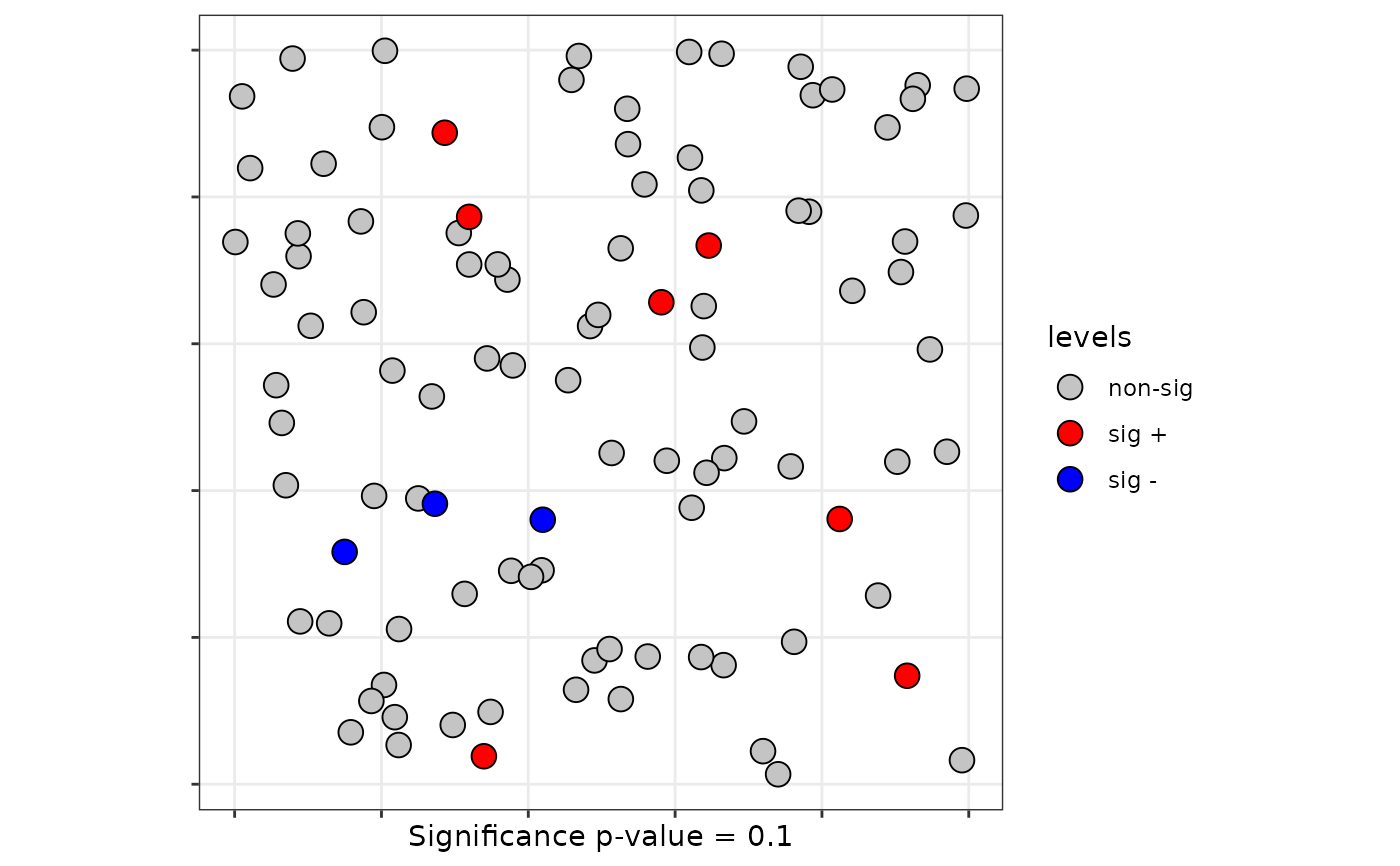 levels
non-sig
sig +
sig -
Significance p-value = 0.1